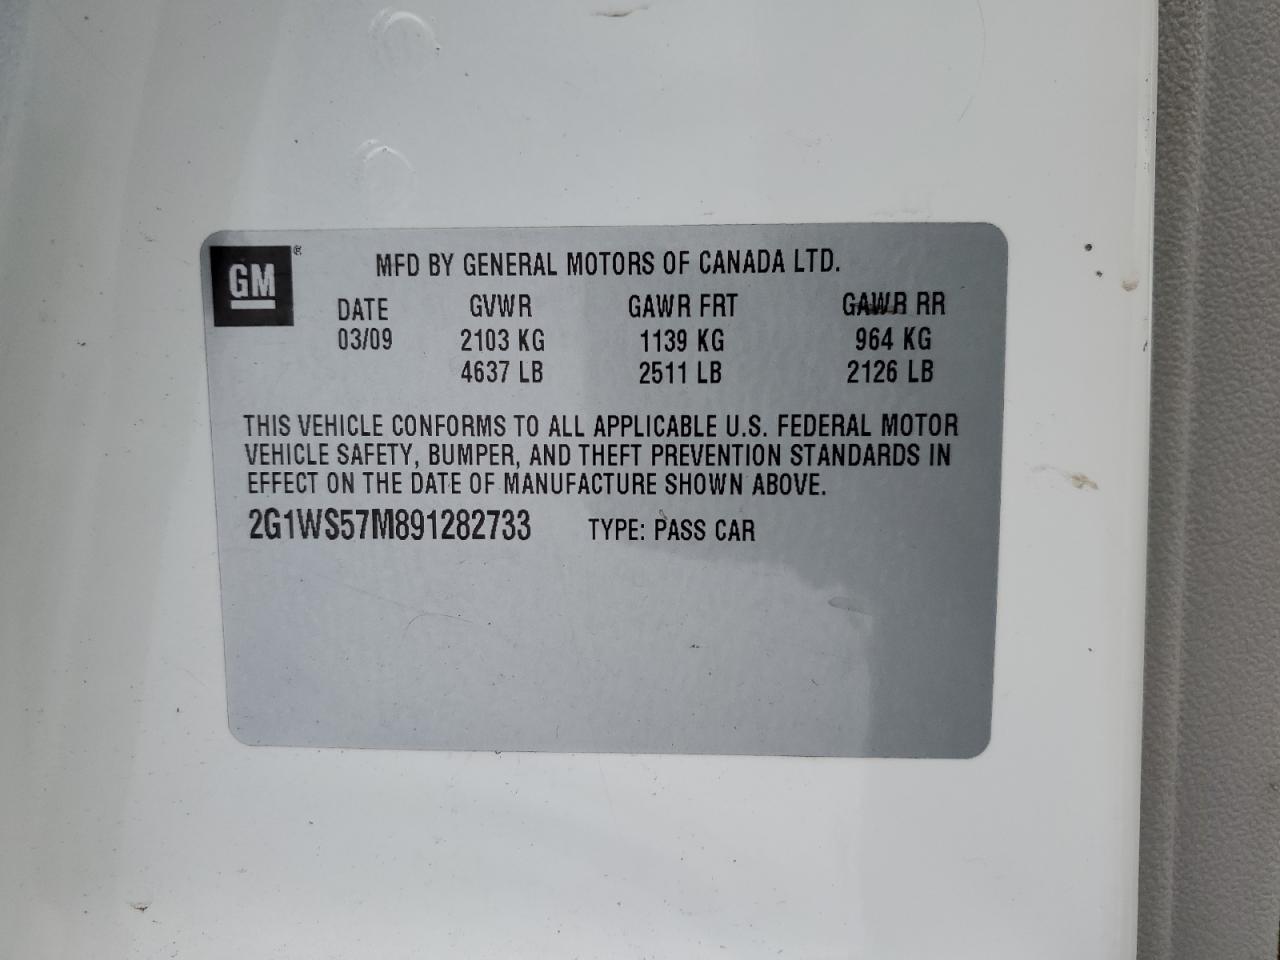 GM ®
MFD BY GENERAL MOTORS OF CANADA LTD.
DATE GVWR GAWR FRT GAWR RR
03/09 2103 KG 1139 KG 964 KG
4637 LB 2511 LB 2126 LB
THIS VEHICLE CONFORMS TO ALL APPLICABLE U.S. FEDERAL MOTOR
VEHICLE SAFETY, BUMPER, AND THEFT PREVENTION STANDARDS IN
EFFECT ON THE DATE OF MANUFACTURE SHOWN ABOVE.
2G1WS57M891282733 TYPE: PASS CAR